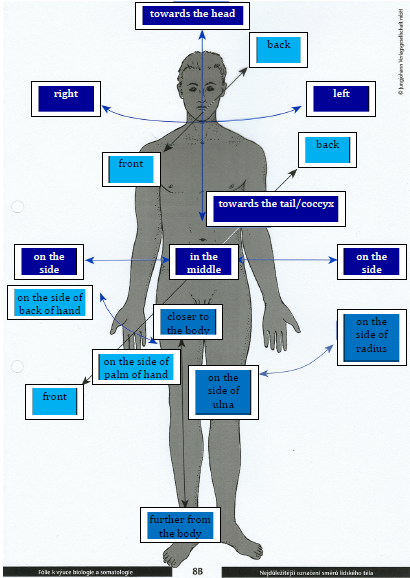 towards the head
back
right
left
© Jungjohann Verlagsgesellschaft mbH
back
front
towards the tail/coccyx
on the
side
in the
middle
on the
side
on the side of
back of hand
closer to
the body
on the
side of
radius
on the side of
palm of hand
on the
side of
ulna
front
further from
the body
Fólie k výuce biologie a somatologie
8B
Nejdůležitější označení směrů lidského těla